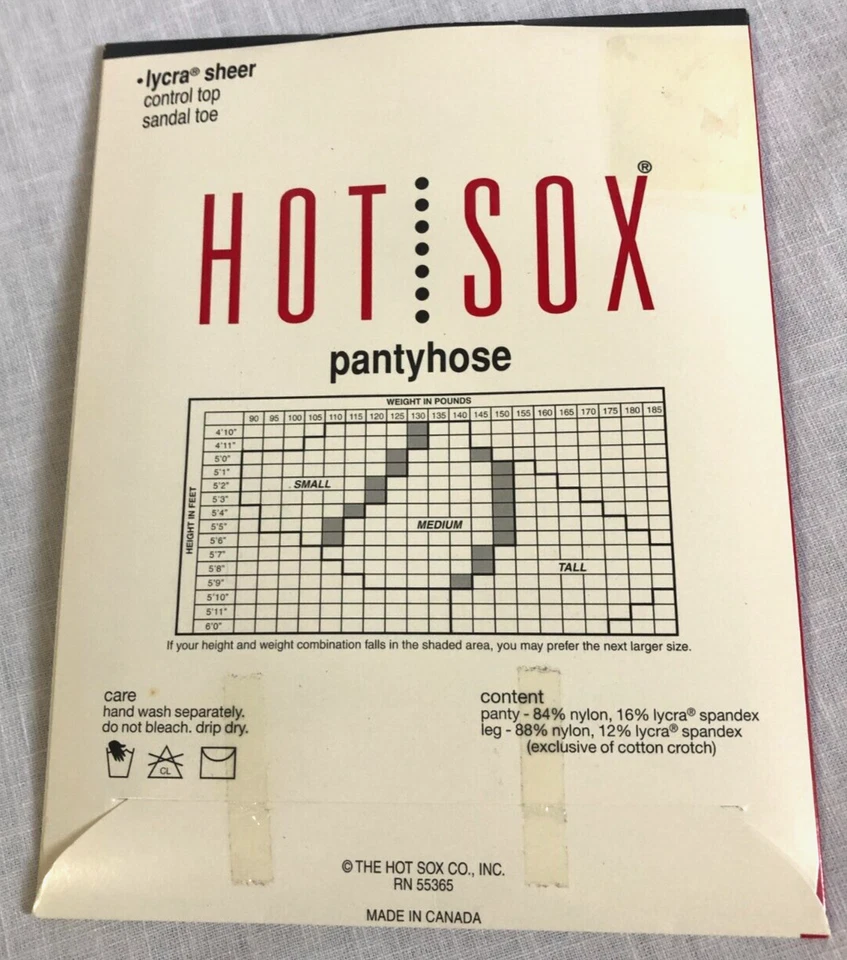 •lycra® sheer
control top
sandal toe
HOT SOX®
pantyhose
WEIGHT IN POUNDS
90 95 100 105 110 115 120 125 130 135 140 145 150 155 160 165 170 175 180 185
HEIGHT IN FEET
4'10"
4'11"
5'0"
5'1"
5'2"
5'3"
5'4"
5'5"
5'6"
5'7"
5'8"
5'9"
5'10"
5'11"
6'0"
SMALL
MEDIUM
TALL
If your height and weight combination falls in the shaded area, you may prefer the next larger size.
care
hand wash separately.
do not bleach. drip dry.
CL
content
panty - 84% nylon, 16% lycra® spandex
leg - 88% nylon, 12% lycra® spandex
(exclusive of cotton crotch)
© THE HOT SOX CO., INC.
RN 55365
MADE IN CANADA